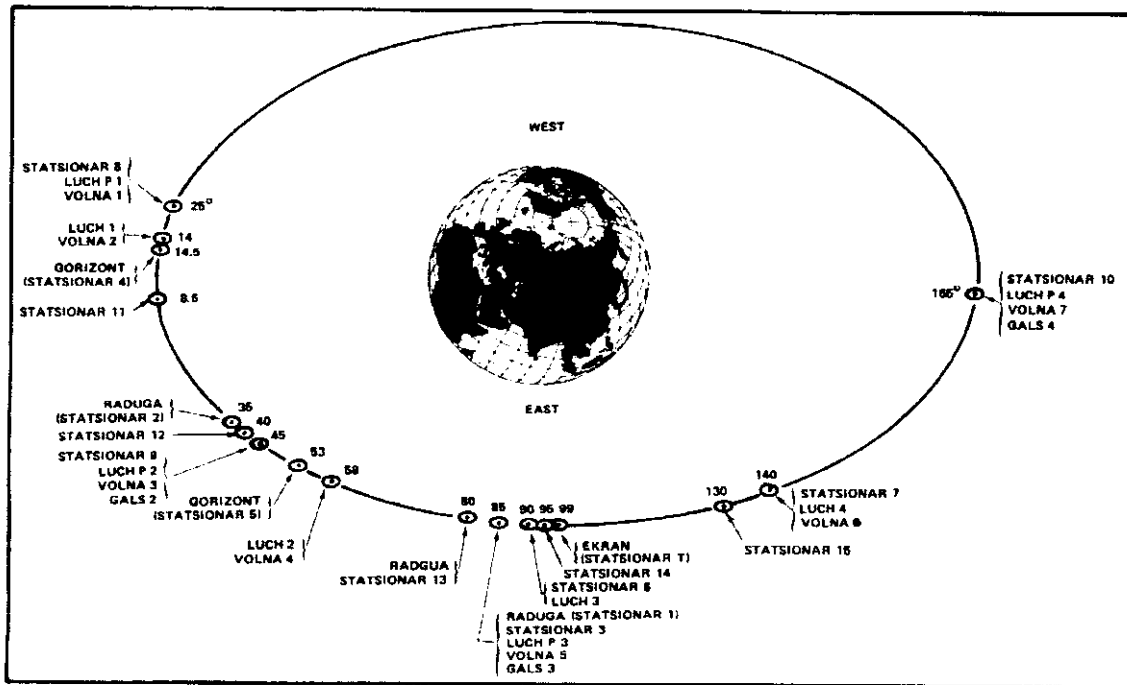 WEST
STATSIONAR 8
LUCH P 1
VOLNA 1
25°
LUCH 1
VOLNA 2
14
14.5
GORIZONT
(STATSIONAR 4)
8.5
STATSIONAR 11
165°
STATSIONAR 10
LUCH P 4
VOLNA 7
GALS 4
EAST
RADUGA
(STATSIONAR 2)
35
40
STATSIONAR 12
45
STATSIONAR 9
LUCH P 2
VOLNA 3
GALS 2
53
GORIZONT
(STATSIONAR 5)
58
LUCH 2
VOLNA 4
80
RADGUA
STATSIONAR 13
85
90
95
99
EKRAN
(STATSIONAR T)
STATSIONAR 14
STATSIONAR 6
LUCH 3
RADUGA (STATSIONAR 1)
STATSIONAR 3
LUCH P 3
VOLNA 5
GALS 3
130
STATSIONAR 15
140
STATSIONAR 7
LUCH 4
VOLNA 6